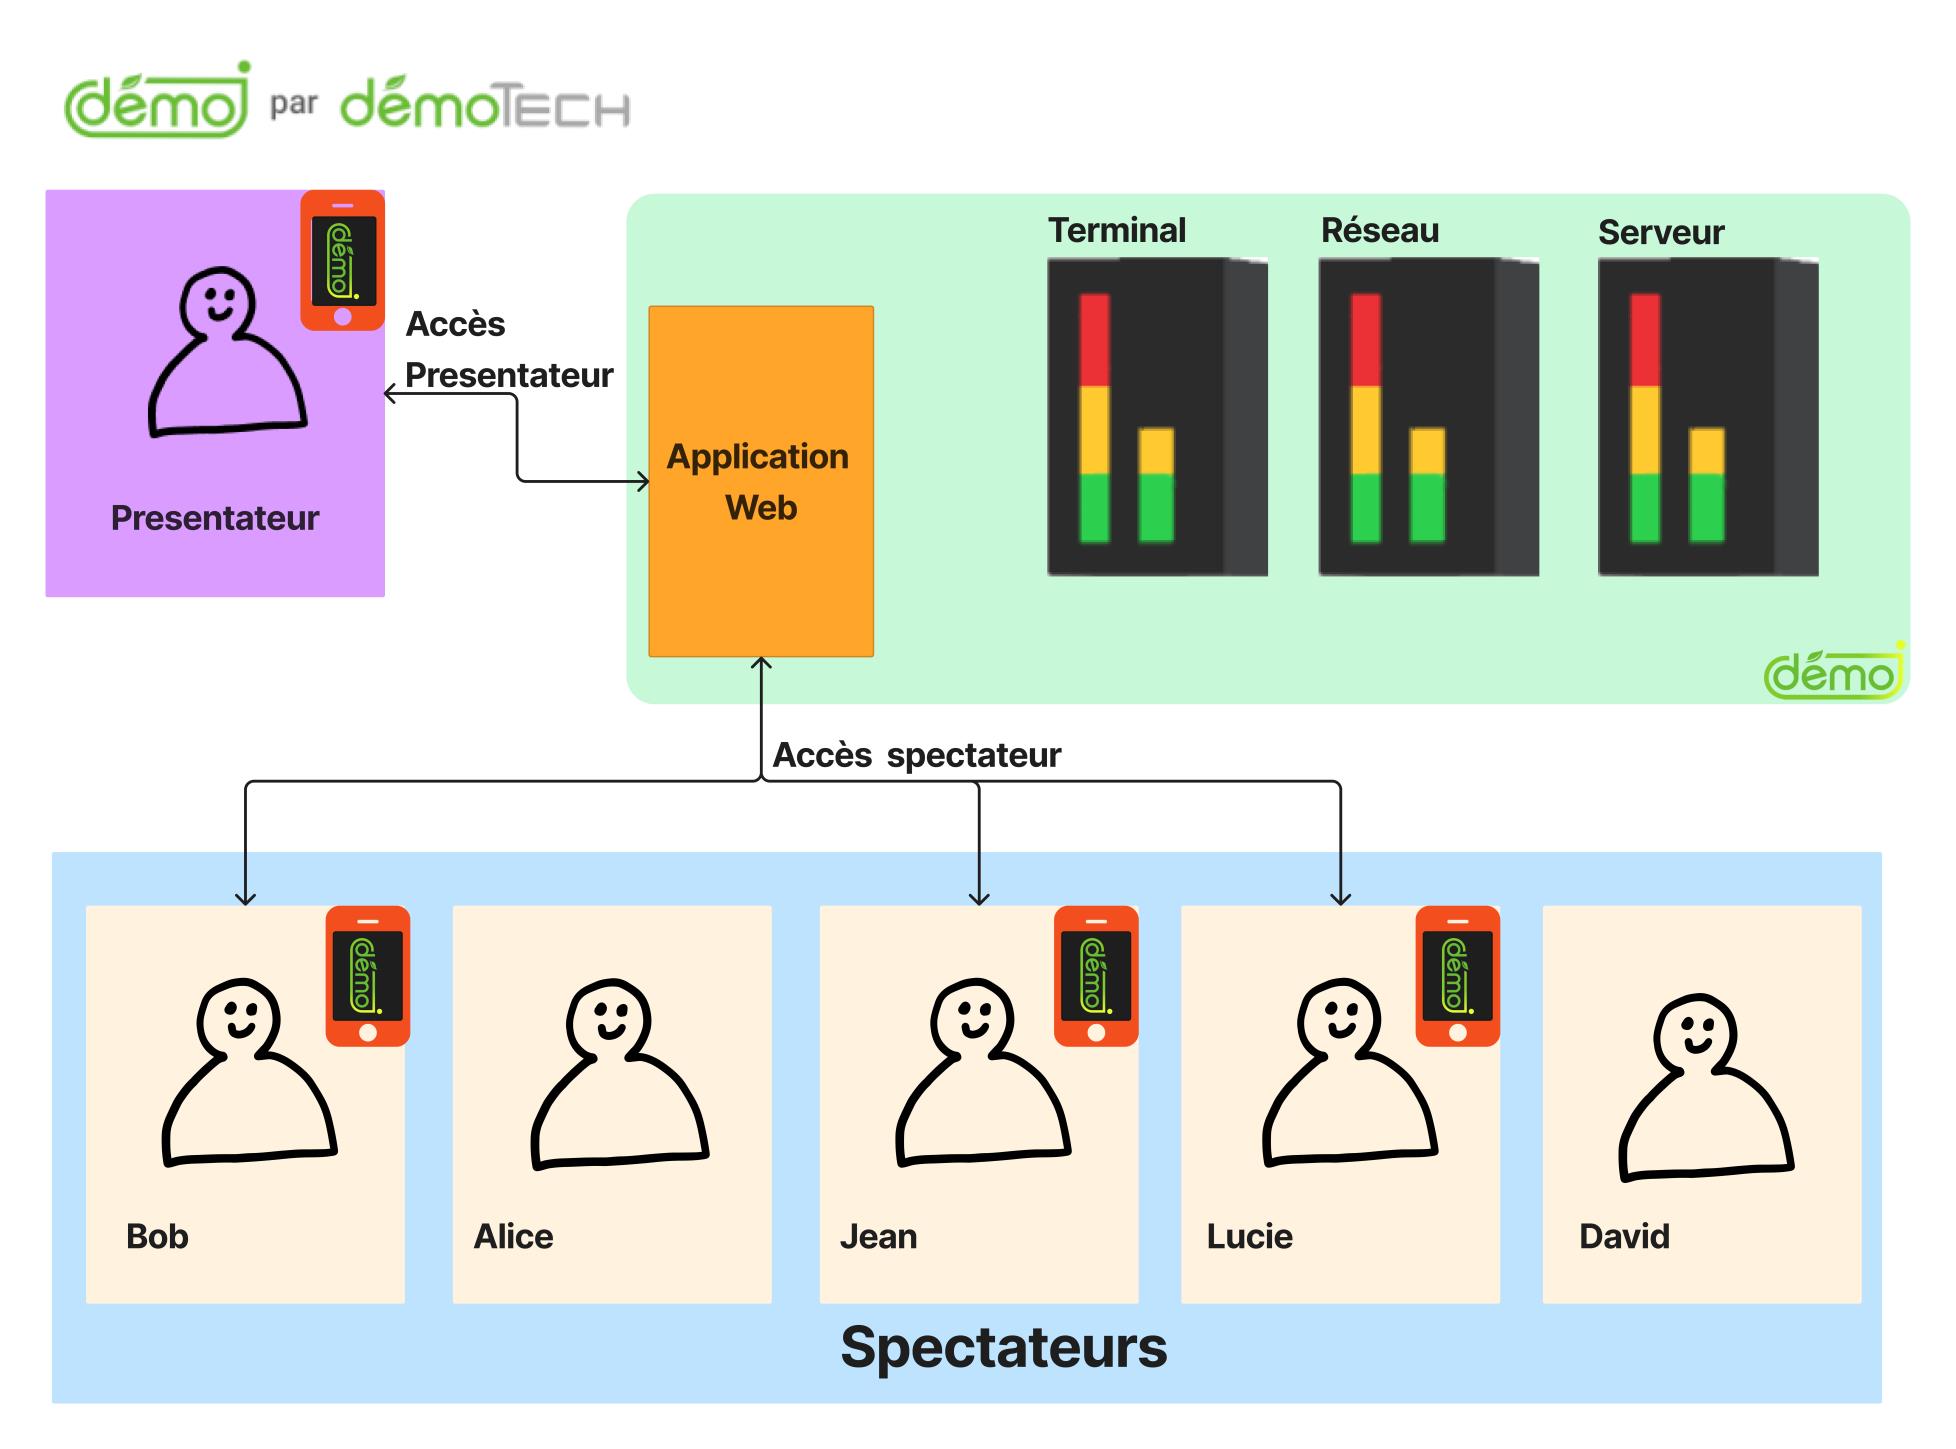 démo par démoTECH
démo
Accès
Presentateur
Presentateur
Application
Web
Terminal
Réseau
Serveur
démo
Accès spectateur
démo
démo
démo
Bob
Alice
Jean
Lucie
David
Spectateurs